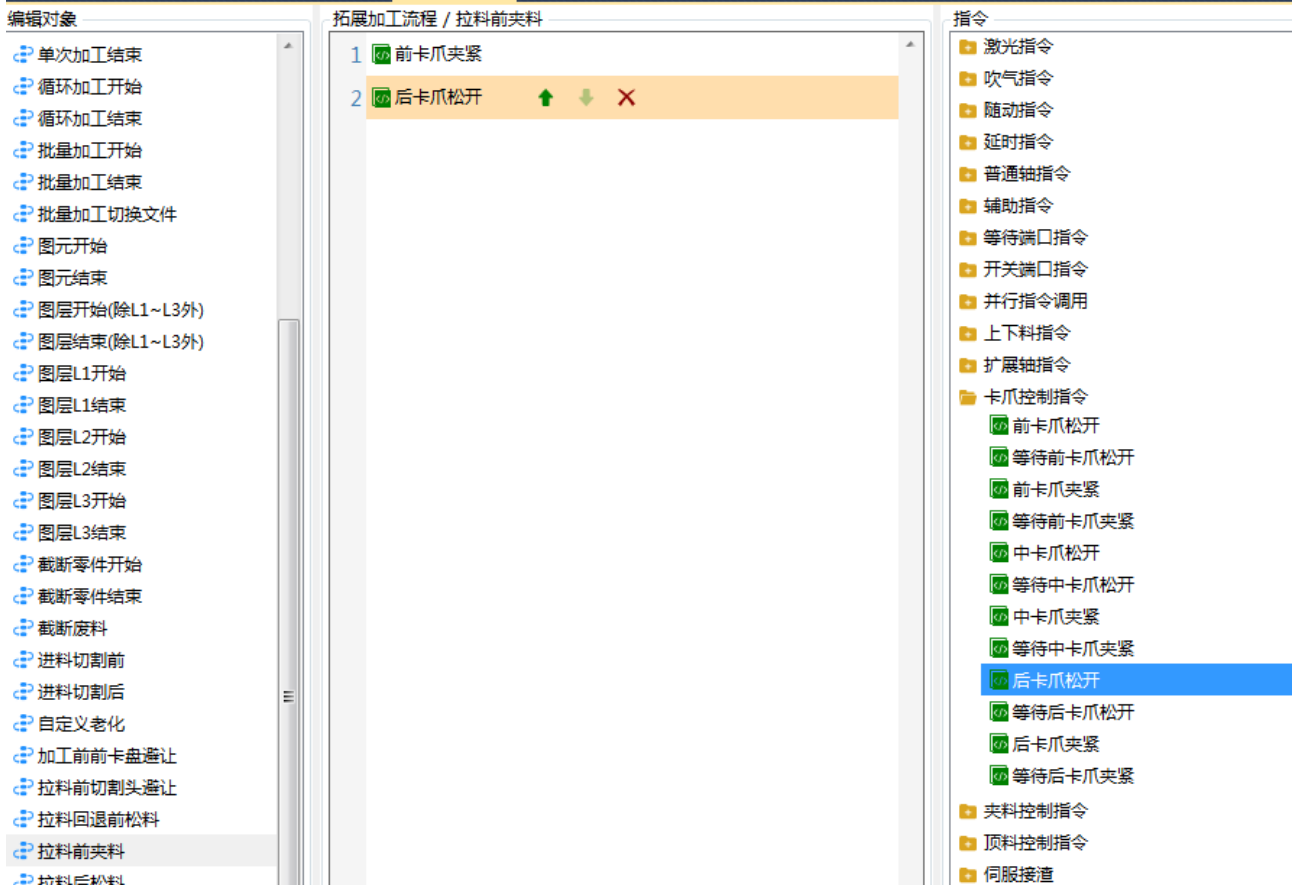 编辑对象
单次加工结束
循环加工开始
循环加工结束
批量加工开始
批量加工结束
批量加工切换文件
图元开始
图元结束
图层开始(除L1~L3外)
图层结束(除L1~L3外)
图层L1开始
图层L1结束
图层L2开始
图层L2结束
图层L3开始
图层L3结束
截断零件开始
截断零件结束
截断废料
进料切割前
进料切割后
自定义老化
加工前前卡盘避让
拉料前切割头避让
拉料回退前松料
拉料前夹料
拉料后松料
拓展加工流程 / 拉料前夹料
1 前卡爪夹紧
2 后卡爪松开
指令
激光指令
吹气指令
随动指令
延时指令
普通轴指令
辅助指令
等待端口指令
开关端口指令
并行指令调用
上下料指令
扩展轴指令
卡爪控制指令
前卡爪松开
等待前卡爪松开
前卡爪夹紧
等待前卡爪夹紧
中卡爪松开
等待中卡爪松开
中卡爪夹紧
等待中卡爪夹紧
后卡爪松开
等待后卡爪松开
后卡爪夹紧
等待后卡爪夹紧
夹料控制指令
顶料控制指令
伺服接渣